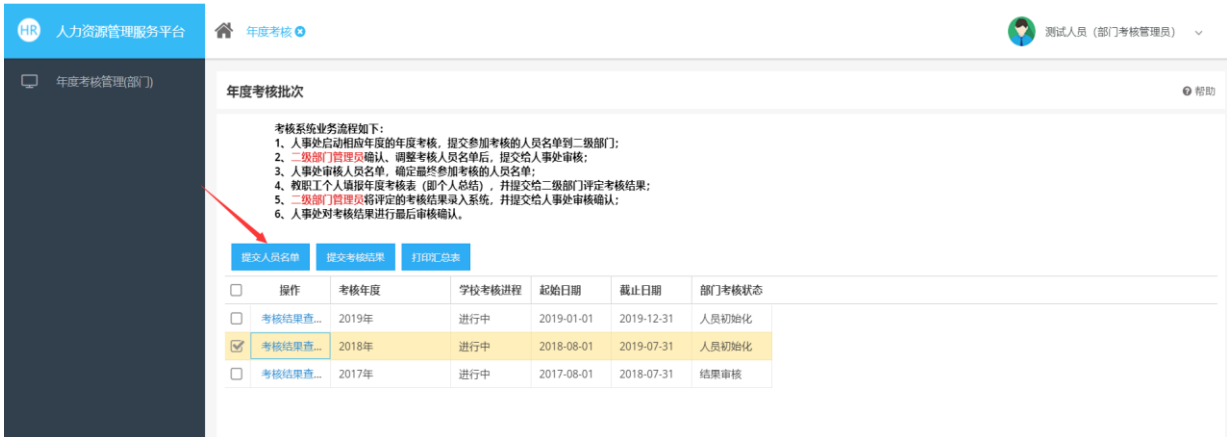 HR 人力资源管理服务平台 年度考核 测试人员（部门考核管理员）
年度考核管理(部门)
年度考核批次 帮助
考核系统业务流程如下：
1、人事处启动相应年度的年度考核，提交参加考核的人员名单到二级部门；
2、二级部门管理员确认、调整考核人员名单后，提交给人事处审核；
3、人事处审核人员名单，确定最终参加考核的人员名单；
4、教职工个人填报年度考核表（即个人总结），并提交给二级部门评定考核结果；
5、二级部门管理员将评定的考核结果录入系统，并提交给人事处审核确认；
6、人事处对考核结果进行最后审核确认。
提交人员名单 提交考核结果 打印汇总表
操作 考核年度 学校考核进程 起始日期 截止日期 部门考核状态
考核结果查... 2019年 进行中 2019-01-01 2019-12-31 人员初始化
考核结果查... 2018年 进行中 2018-08-01 2019-07-31 人员初始化
考核结果查... 2017年 进行中 2017-08-01 2018-07-31 结果审核